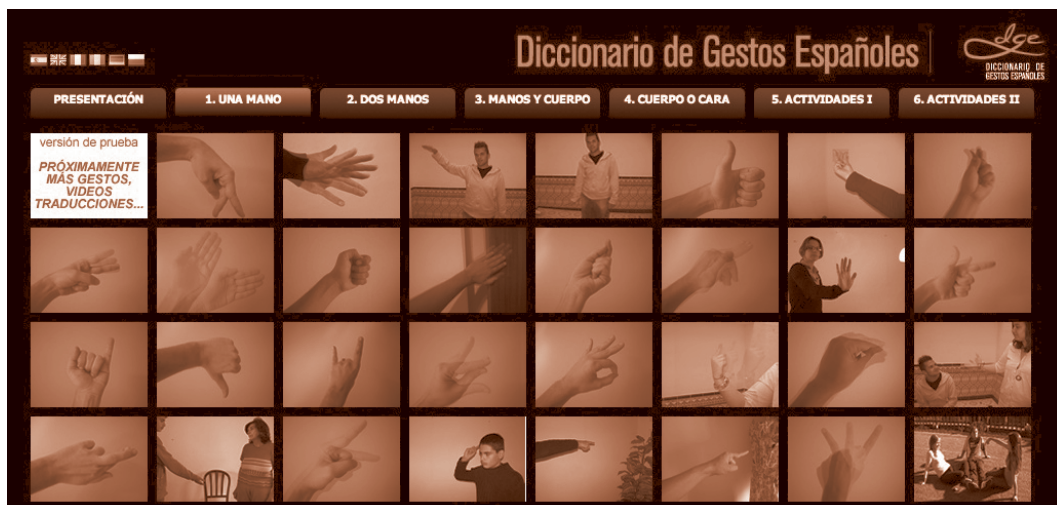 Diccionario de Gestos Españoles
dge
DICCIONARIO DE
GESTOS ESPAÑOLES
PRESENTACIÓN
1. UNA MANO
2. DOS MANOS
3. MANOS Y CUERPO
4. CUERPO O CARA
5. ACTIVIDADES I
6. ACTIVIDADES II
versión de prueba
PRÓXIMAMENTE
MÁS GESTOS,
VIDEOS
TRADUCCIONES...